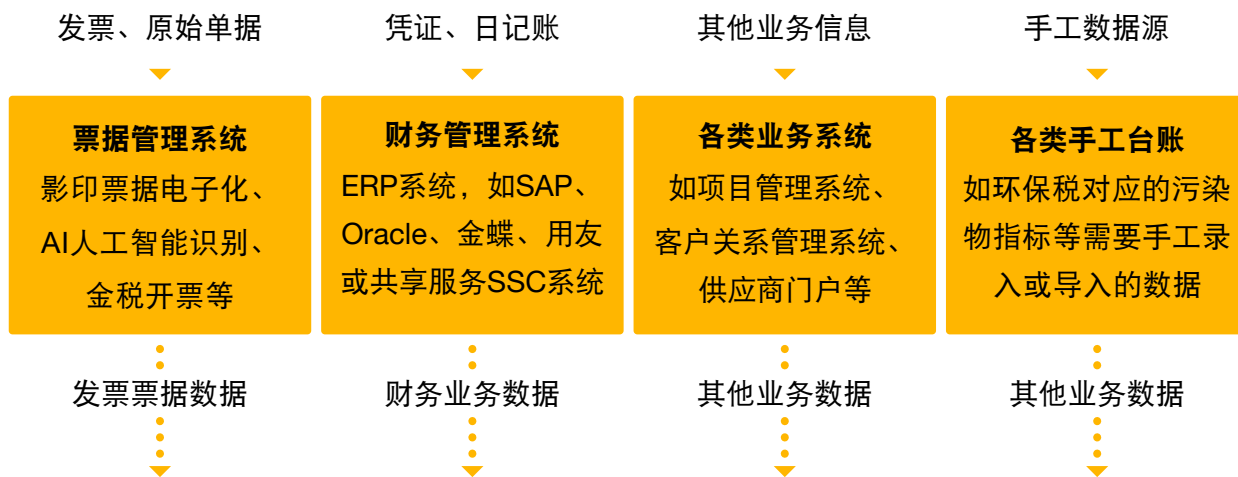 发票、原始单据
凭证、日记账
其他业务信息
手工数据源
票据管理系统
影印票据电子化、
AI人工智能识别、
金税开票等
财务管理系统
ERP系统，如SAP、
Oracle、金蝶、用友
或共享服务SSC系统
各类业务系统
如项目管理系统、
客户关系管理系统、
供应商门户等
各类手工台账
如环保税对应的污染
物指标等需要手工录
入或导入的数据
发票票据数据
财务业务数据
其他业务数据
其他业务数据